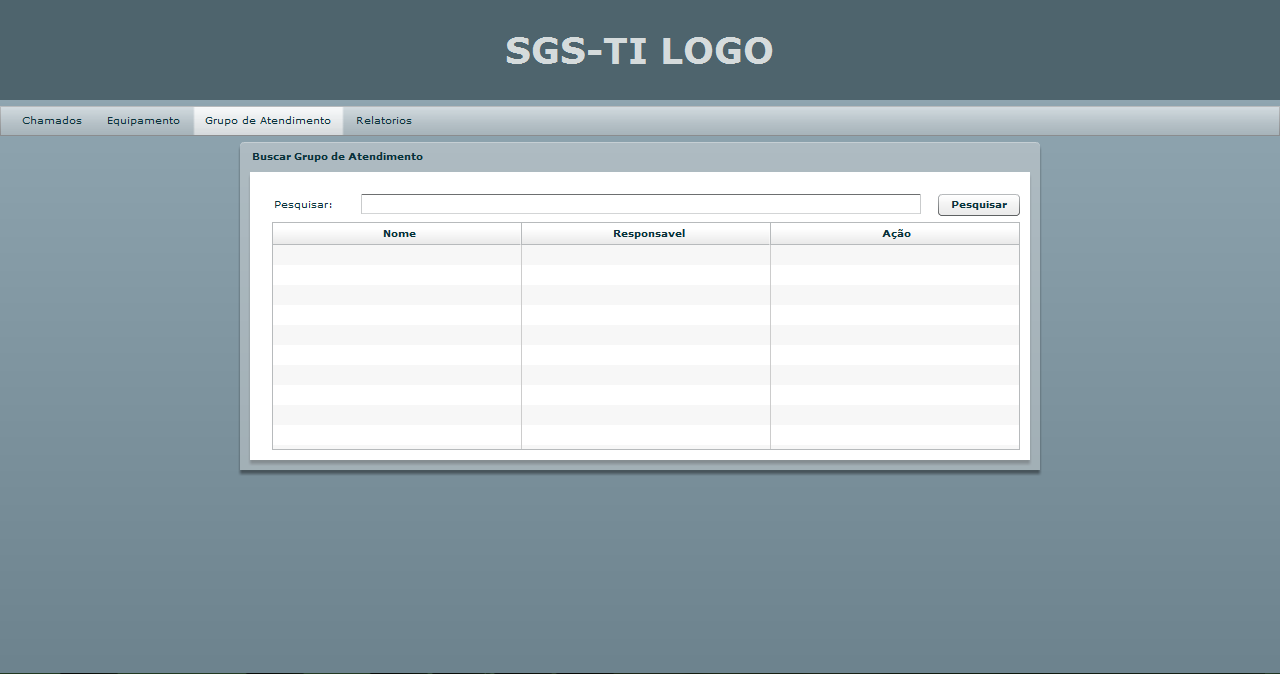 SGS-TI LOGO
Chamados Equipamento Grupo de Atendimento Relatorios
Buscar Grupo de Atendimento
Pesquisar: Pesquisar
Nome Responsavel Ação